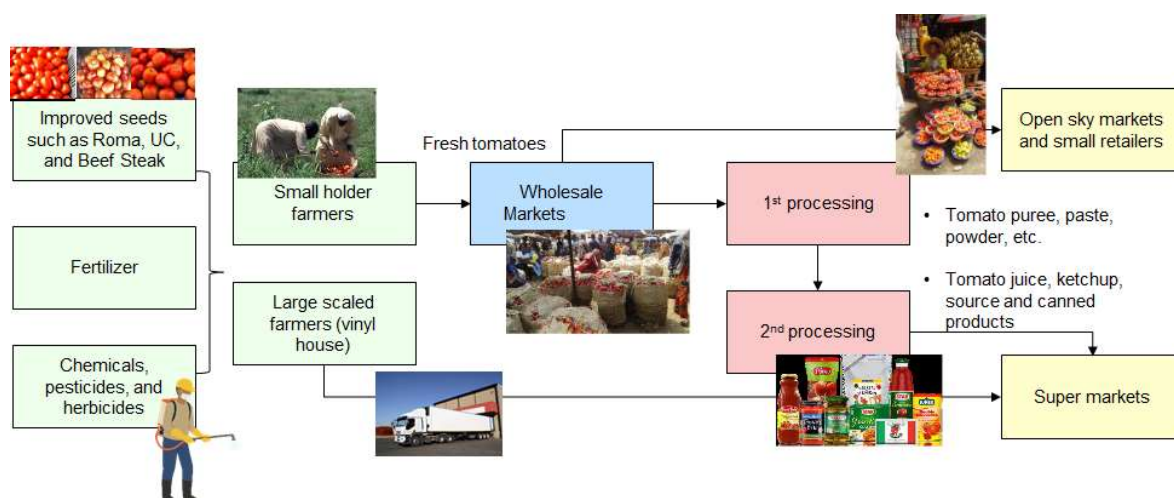 Improved seeds
such as Roma, UC,
and Beef Steak
Fertilizer
Chemicals,
pesticides, and
herbicides
Small holder
farmers
Large scaled
farmers (vinyl
house)
Fresh tomatoes
Wholesale
Markets
1st processing
2nd processing
Open sky markets
and small retailers
• Tomato puree, paste,
powder, etc.
• Tomato juice, ketchup,
source and canned
products
Super markets